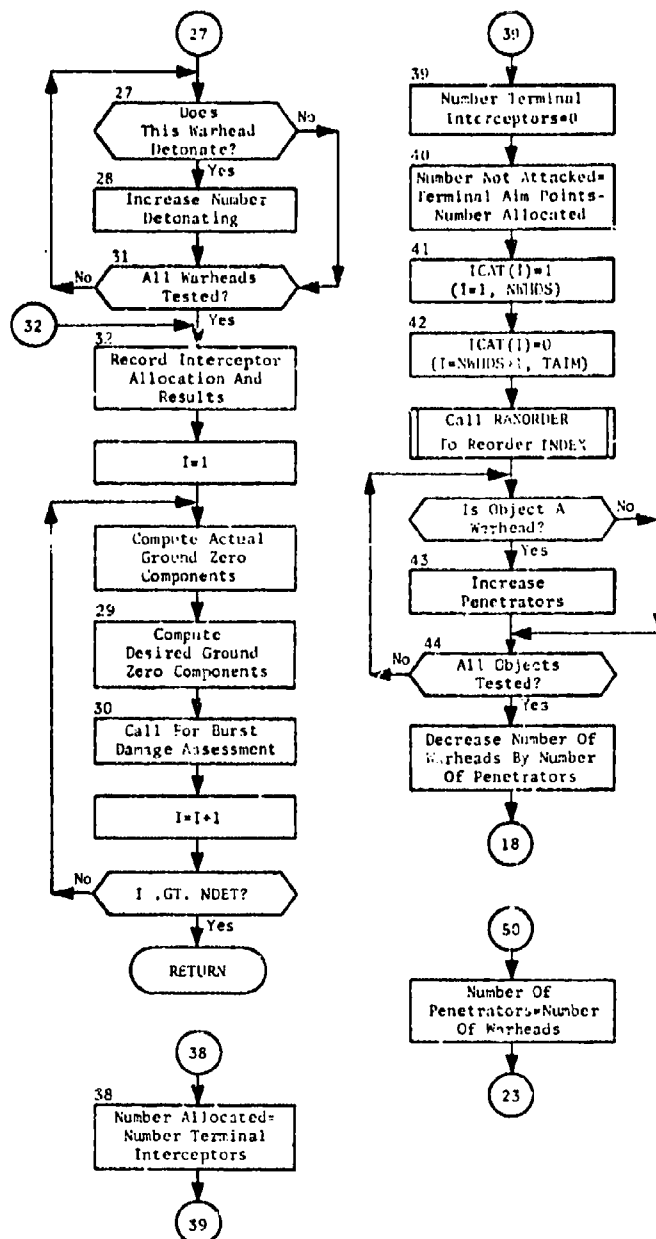 27
27
Does
This Warhead
Detonate?
No
Yes
28
Increase Number
Detonating
31
No
All Warheads
Tested?
Yes
32
32
Record Interceptor
Allocation And
Results
I=1
Compute Actual
Ground Zero
Components
29
Compute
Desired Ground
Zero Components
30
Call For Burst
Damage Assessment
I=I+1
No
I .GT. NDET?
Yes
RETURN
38
38
Number Allocated=
Number Terminal
Interceptors
39
39
39
Number Terminal
Interceptors=0
40
Number Not Attacked=
Terminal Aim Points-
Number Allocated
41
ICAT(I)=1
(I=1, NWHDS)
42
ICAT(I)=0
(I=NWHDS+1, TAIM)
Call RANORDER
To Reorder INDEX
Is Object A
Warhead?
No
Yes
43
Increase
Penetrators
44
No
All Objects
Tested?
Yes
Decrease Number Of
Warheads By Number
Of Penetrators
18
50
Number Of
Penetrators=Number
Of Warheads
23